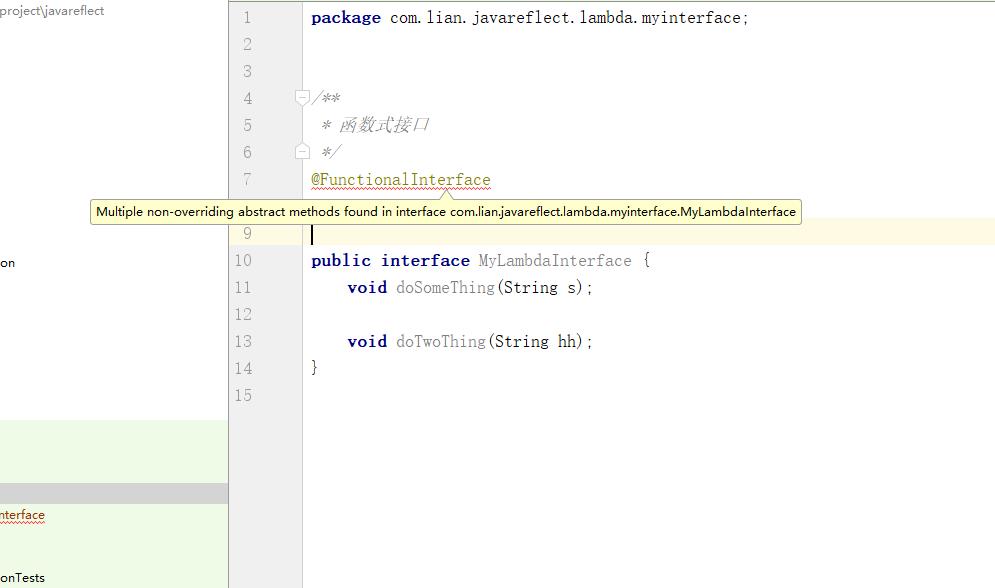 project\javareflect
1 package com.lian.javareflect.lambda.myinterface;
2
3
4 /**
5 * 函数式接口
6 */
7 @FunctionalInterface
Multiple non-overriding abstract methods found in interface com.lian.javareflect.lambda.myinterface.MyLambdaInterface
9
on
10 public interface MyLambdaInterface {
11 void doSomeThing(String s);
12
13 void doTwoThing(String hh);
14 }
15
nterface
onTests